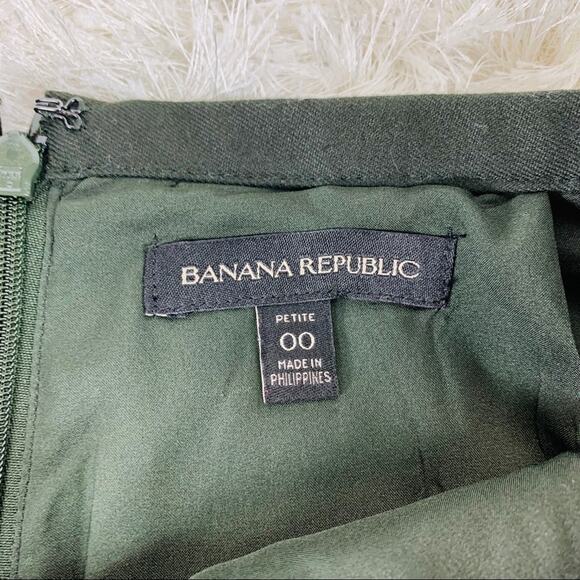 BANANA REPUBLIC
PETITE
00
MADE IN
PHILIPPINES